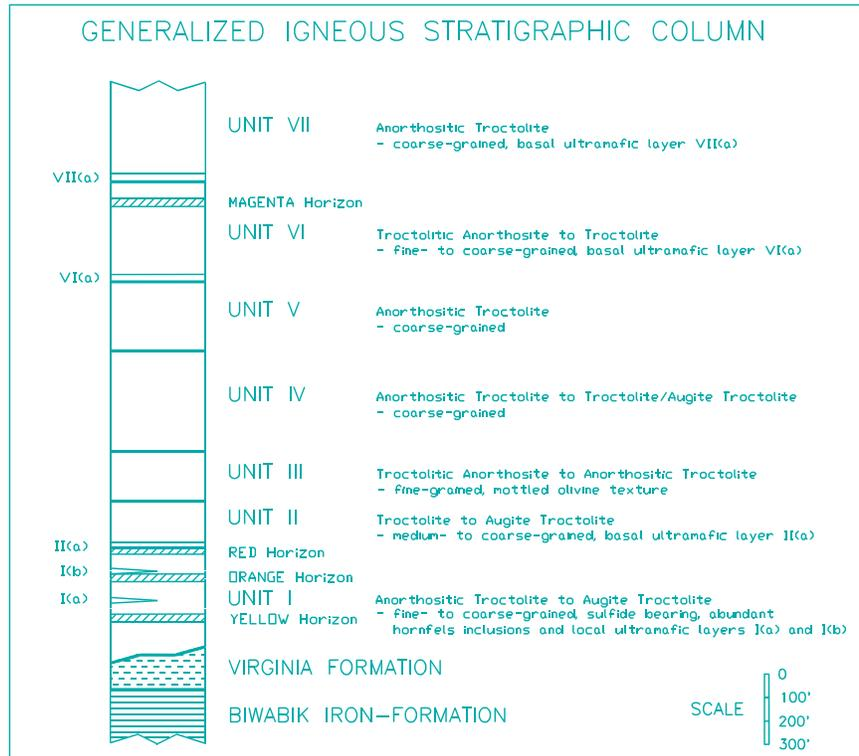 GENERALIZED IGNEOUS STRATIGRAPHIC COLUMN
UNIT VII
Anorthositic Troctolite
- coarse-grained, basal ultramafic layer VII(a)
VII(a)
MAGENTA Horizon
UNIT VI
Troctolitic Anorthosite to Troctolite
- fine- to coarse-grained, basal ultramafic layer VI(a)
VI(a)
UNIT V
Anorthositic Troctolite
- coarse-grained
UNIT IV
Anorthositic Troctolite to Troctolite/Augite Troctolite
- coarse-grained
UNIT III
Troctolitic Anorthosite to Anorthositic Troctolite
- fine-grained, mottled olivine texture
UNIT II
Troctolite to Augite Troctolite
- medium- to coarse-grained, basal ultramafic layer II(a)
II(a)
RED Horizon
I(b)
ORANGE Horizon
I(a)
UNIT I
Anorthositic Troctolite to Augite Troctolite
- fine- to coarse-grained, sulfide bearing, abundant
hornfels inclusions and local ultramafic layers I(a) and I(b)
YELLOW Horizon
VIRGINIA FORMATION
BIWABIK IRON-FORMATION
SCALE
0
100'
200'
300'